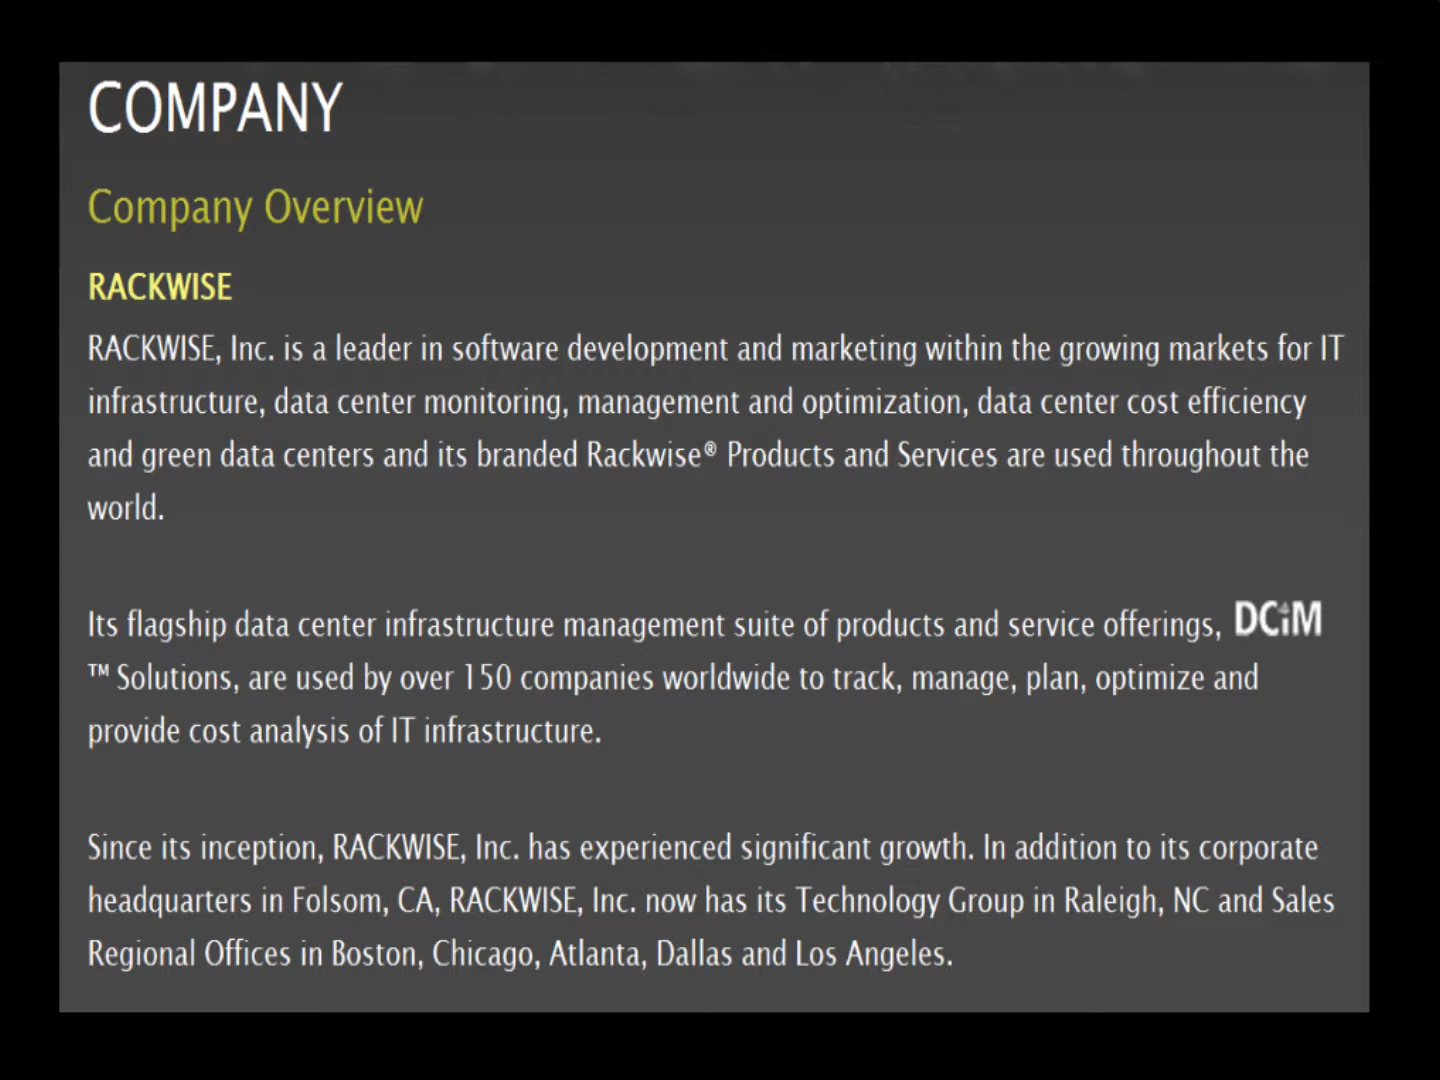 COMPANY
Company Overview
RACKWISE
RACKWISE, Inc. is a leader in software development and marketing within the growing markets for IT
infrastructure, data center monitoring, management and optimization, data center cost efficiency
and green data centers and its branded Rackwise® Products and Services are used throughout the
world.
Its flagship data center infrastructure management suite of products and service offerings, DCiM
™ Solutions, are used by over 150 companies worldwide to track, manage, plan, optimize and
provide cost analysis of IT infrastructure.
Since its inception, RACKWISE, Inc. has experienced significant growth. In addition to its corporate
headquarters in Folsom, CA, RACKWISE, Inc. now has its Technology Group in Raleigh, NC and Sales
Regional Offices in Boston, Chicago, Atlanta, Dallas and Los Angeles.